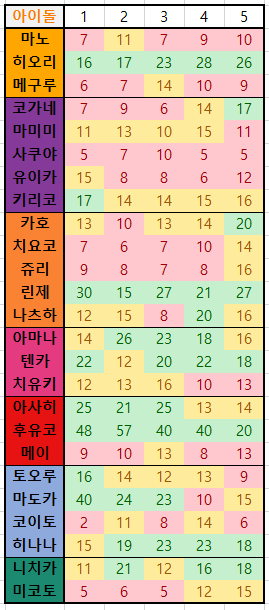 아이돌 1 2 3 4 5
마노 7 11 7 9 10
히오리 16 17 23 28 26
메구루 6 7 14 10 9
코가네 7 9 6 14 17
마미미 11 13 10 15 11
사쿠야 5 7 10 5 5
유이카 15 8 8 6 12
키리코 17 14 14 15 16
카호 13 10 13 14 20
치요코 7 6 7 10 14
쥬리 9 8 7 8 16
린제 30 15 27 21 27
나츠하 12 15 8 20 16
아마나 14 26 23 18 16
텐카 22 12 20 22 18
치유키 12 13 16 10 13
아사히 25 21 25 13 14
후유코 48 57 40 40 20
메이 9 10 13 8 13
토오루 16 14 12 13 9
마도카 40 24 23 10 15
코이토 2 11 8 14 6
히나나 15 19 23 23 18
니치카 11 21 12 16 18
미코토 5 6 5 12 15